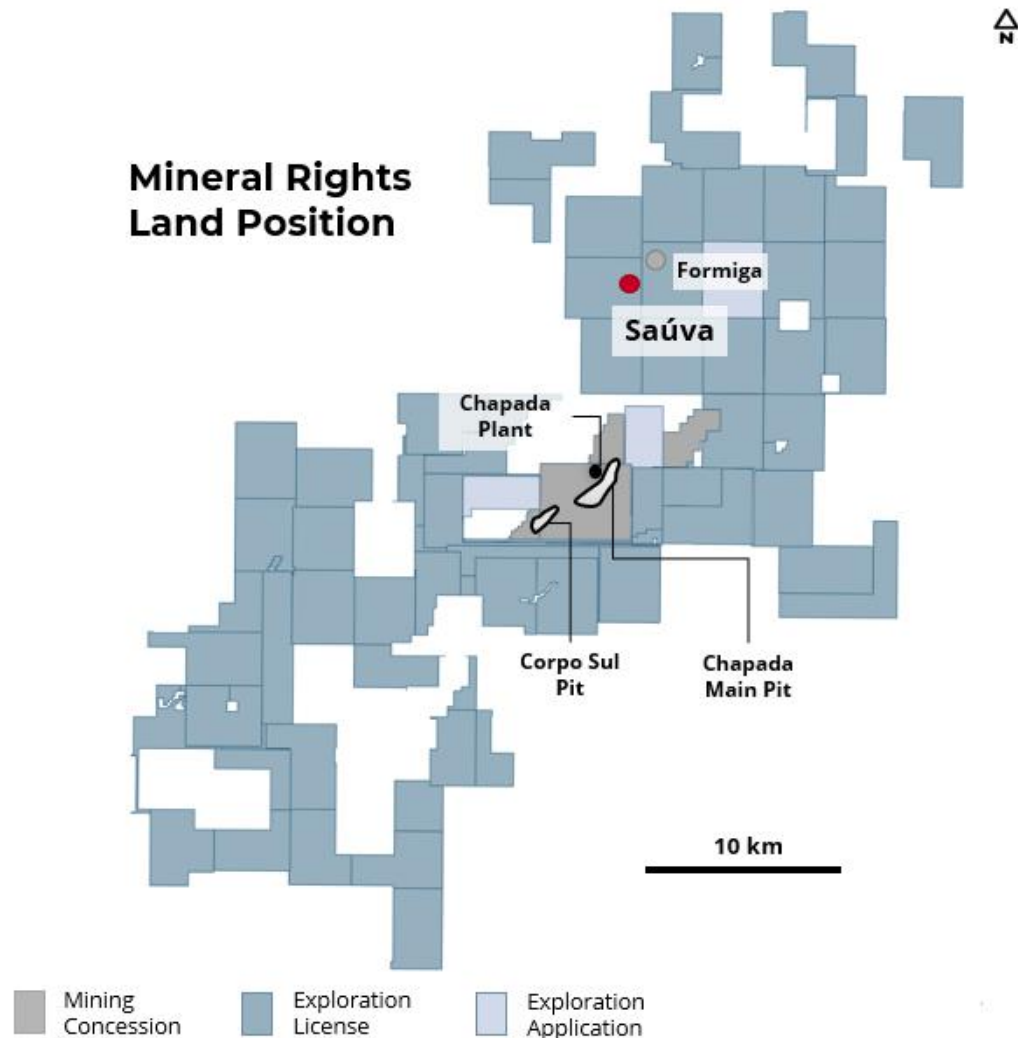 N
Mineral Rights
Land Position
Formiga
Saúva
Chapada
Plant
Corpo Sul
Pit
Chapada
Main Pit
10 km
Mining
Concession
Exploration
License
Exploration
Application